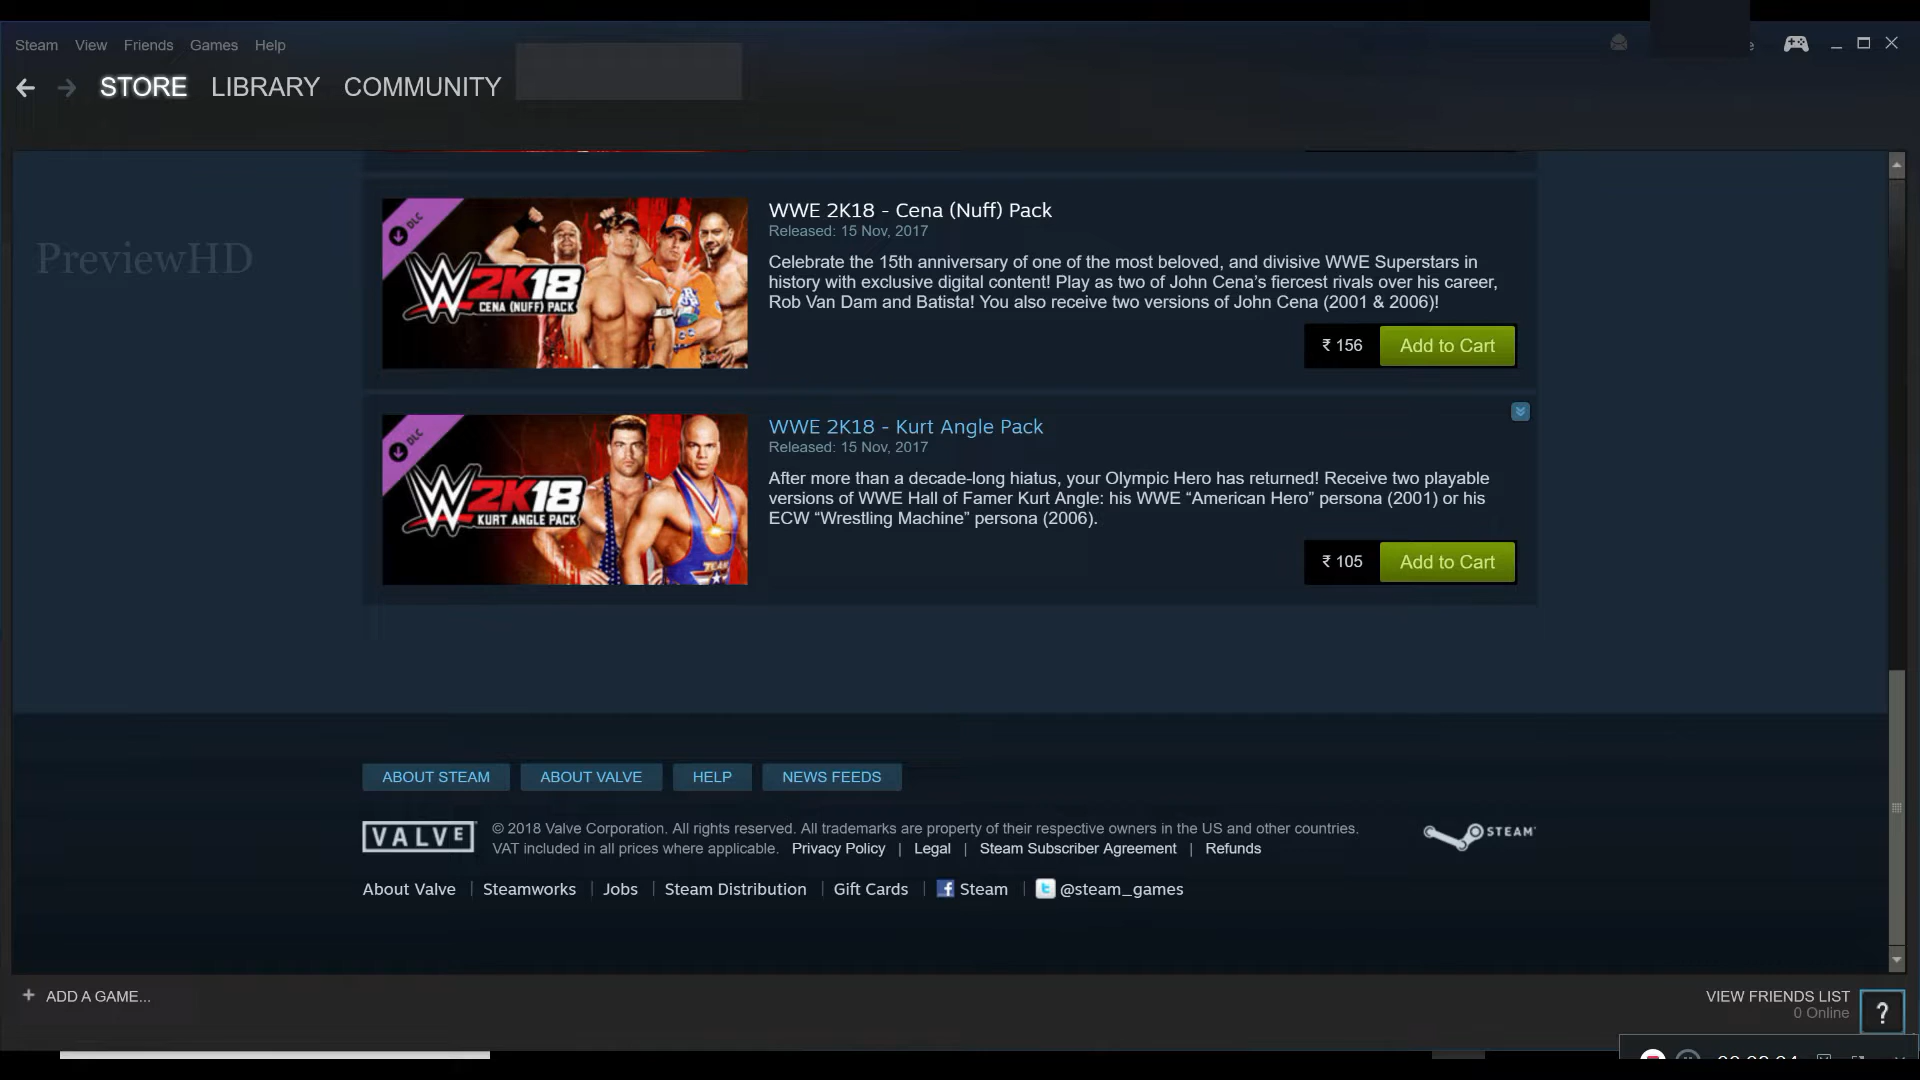 Steam View Friends Games Help
STORE LIBRARY COMMUNITY
PreviewHD
DLC
W 2K18
CENA (NUFF) PACK
WWE 2K18 - Cena (Nuff) Pack
Released: 15 Nov, 2017
Celebrate the 15th anniversary of one of the most beloved, and divisive WWE Superstars in
history with exclusive digital content! Play as two of John Cena's fiercest rivals over his career,
Rob Van Dam and Batista! You also receive two versions of John Cena (2001 & 2006)!
₹ 156 Add to Cart
DLC
W 2K18
KURT ANGLE PACK
TEAM
WWE 2K18 - Kurt Angle Pack
Released: 15 Nov, 2017
After more than a decade-long hiatus, your Olympic Hero has returned! Receive two playable
versions of WWE Hall of Famer Kurt Angle: his WWE “American Hero” persona (2001) or his
ECW “Wrestling Machine” persona (2006).
₹ 105 Add to Cart
ABOUT STEAM ABOUT VALVE HELP NEWS FEEDS
VALVE
© 2018 Valve Corporation. All rights reserved. All trademarks are property of their respective owners in the US and other countries.
VAT included in all prices where applicable. Privacy Policy | Legal | Steam Subscriber Agreement | Refunds
STEAM
About Valve | Steamworks | Jobs | Steam Distribution | Gift Cards | Steam | @steam_games
+ ADD A GAME...
VIEW FRIENDS LIST
0 Online
?